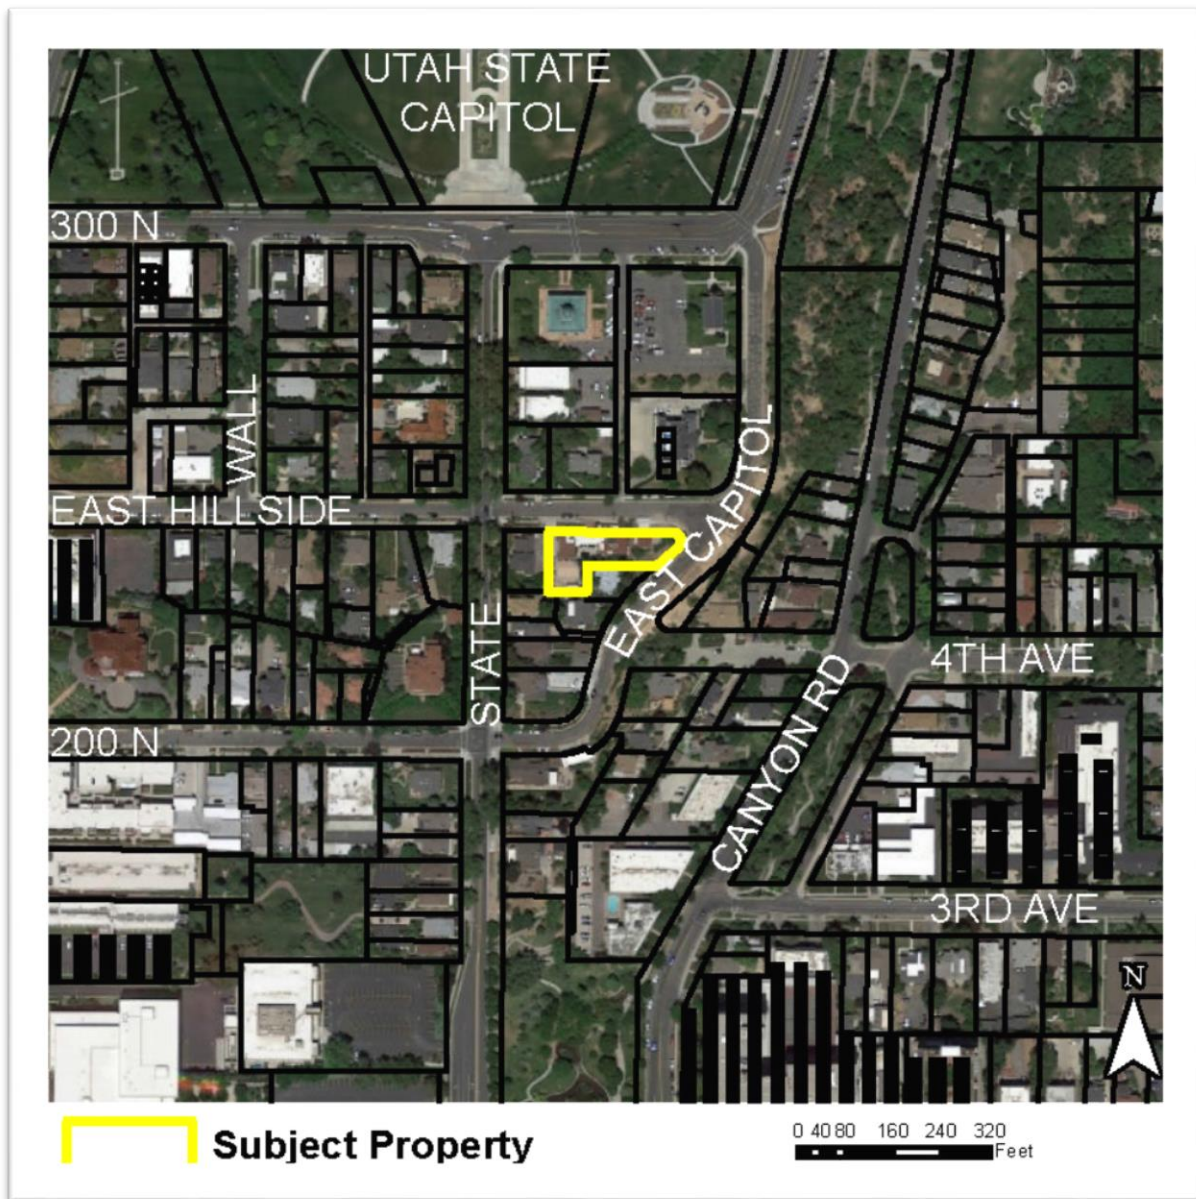 UTAH STATE
CAPITOL
300 N
WALL
EAST HILLSIDE
EAST CAPITOL
STATE
4TH AVE
CANYON RD
200 N
3RD AVE
N
Subject Property
0 40 80 160 240 320
Feet